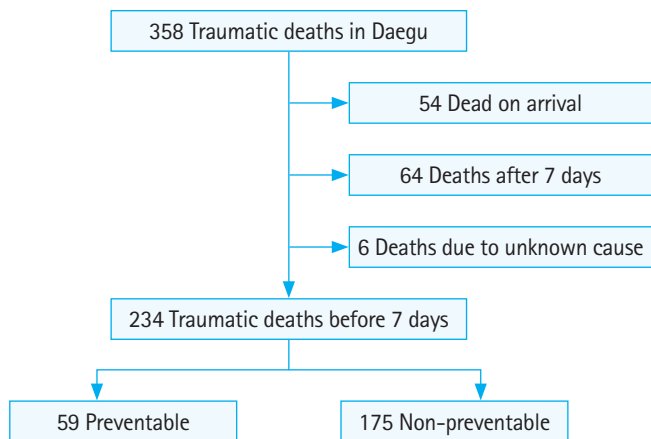 358 Traumatic deaths in Daegu
54 Dead on arrival
64 Deaths after 7 days
6 Deaths due to unknown cause
234 Traumatic deaths before 7 days
59 Preventable
175 Non-preventable